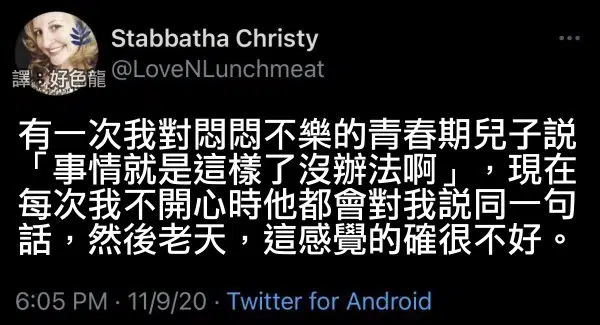 Stabbatha Christy
@LoveNLunchmeat
譯：好色龍
有一次我對悶悶不樂的青春期兒子説
「事情就是這樣了沒辦法啊」，現在
每次我不開心時他都會對我説同一句
話，然後老天，這感覺的確很不好。
6:05 PM · 11/9/20 · Twitter for Android